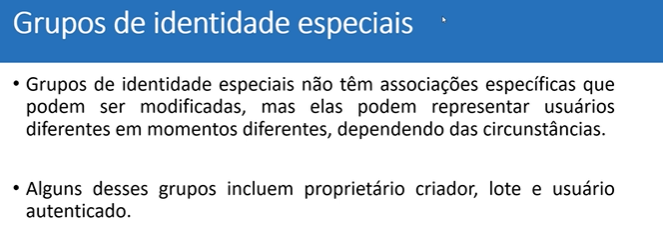 Grupos de identidade especiais
• Grupos de identidade especiais não têm associações específicas que
podem ser modificadas, mas elas podem representar usuários
diferentes em momentos diferentes, dependendo das circunstâncias.
• Alguns desses grupos incluem proprietário criador, lote e usuário
autenticado.